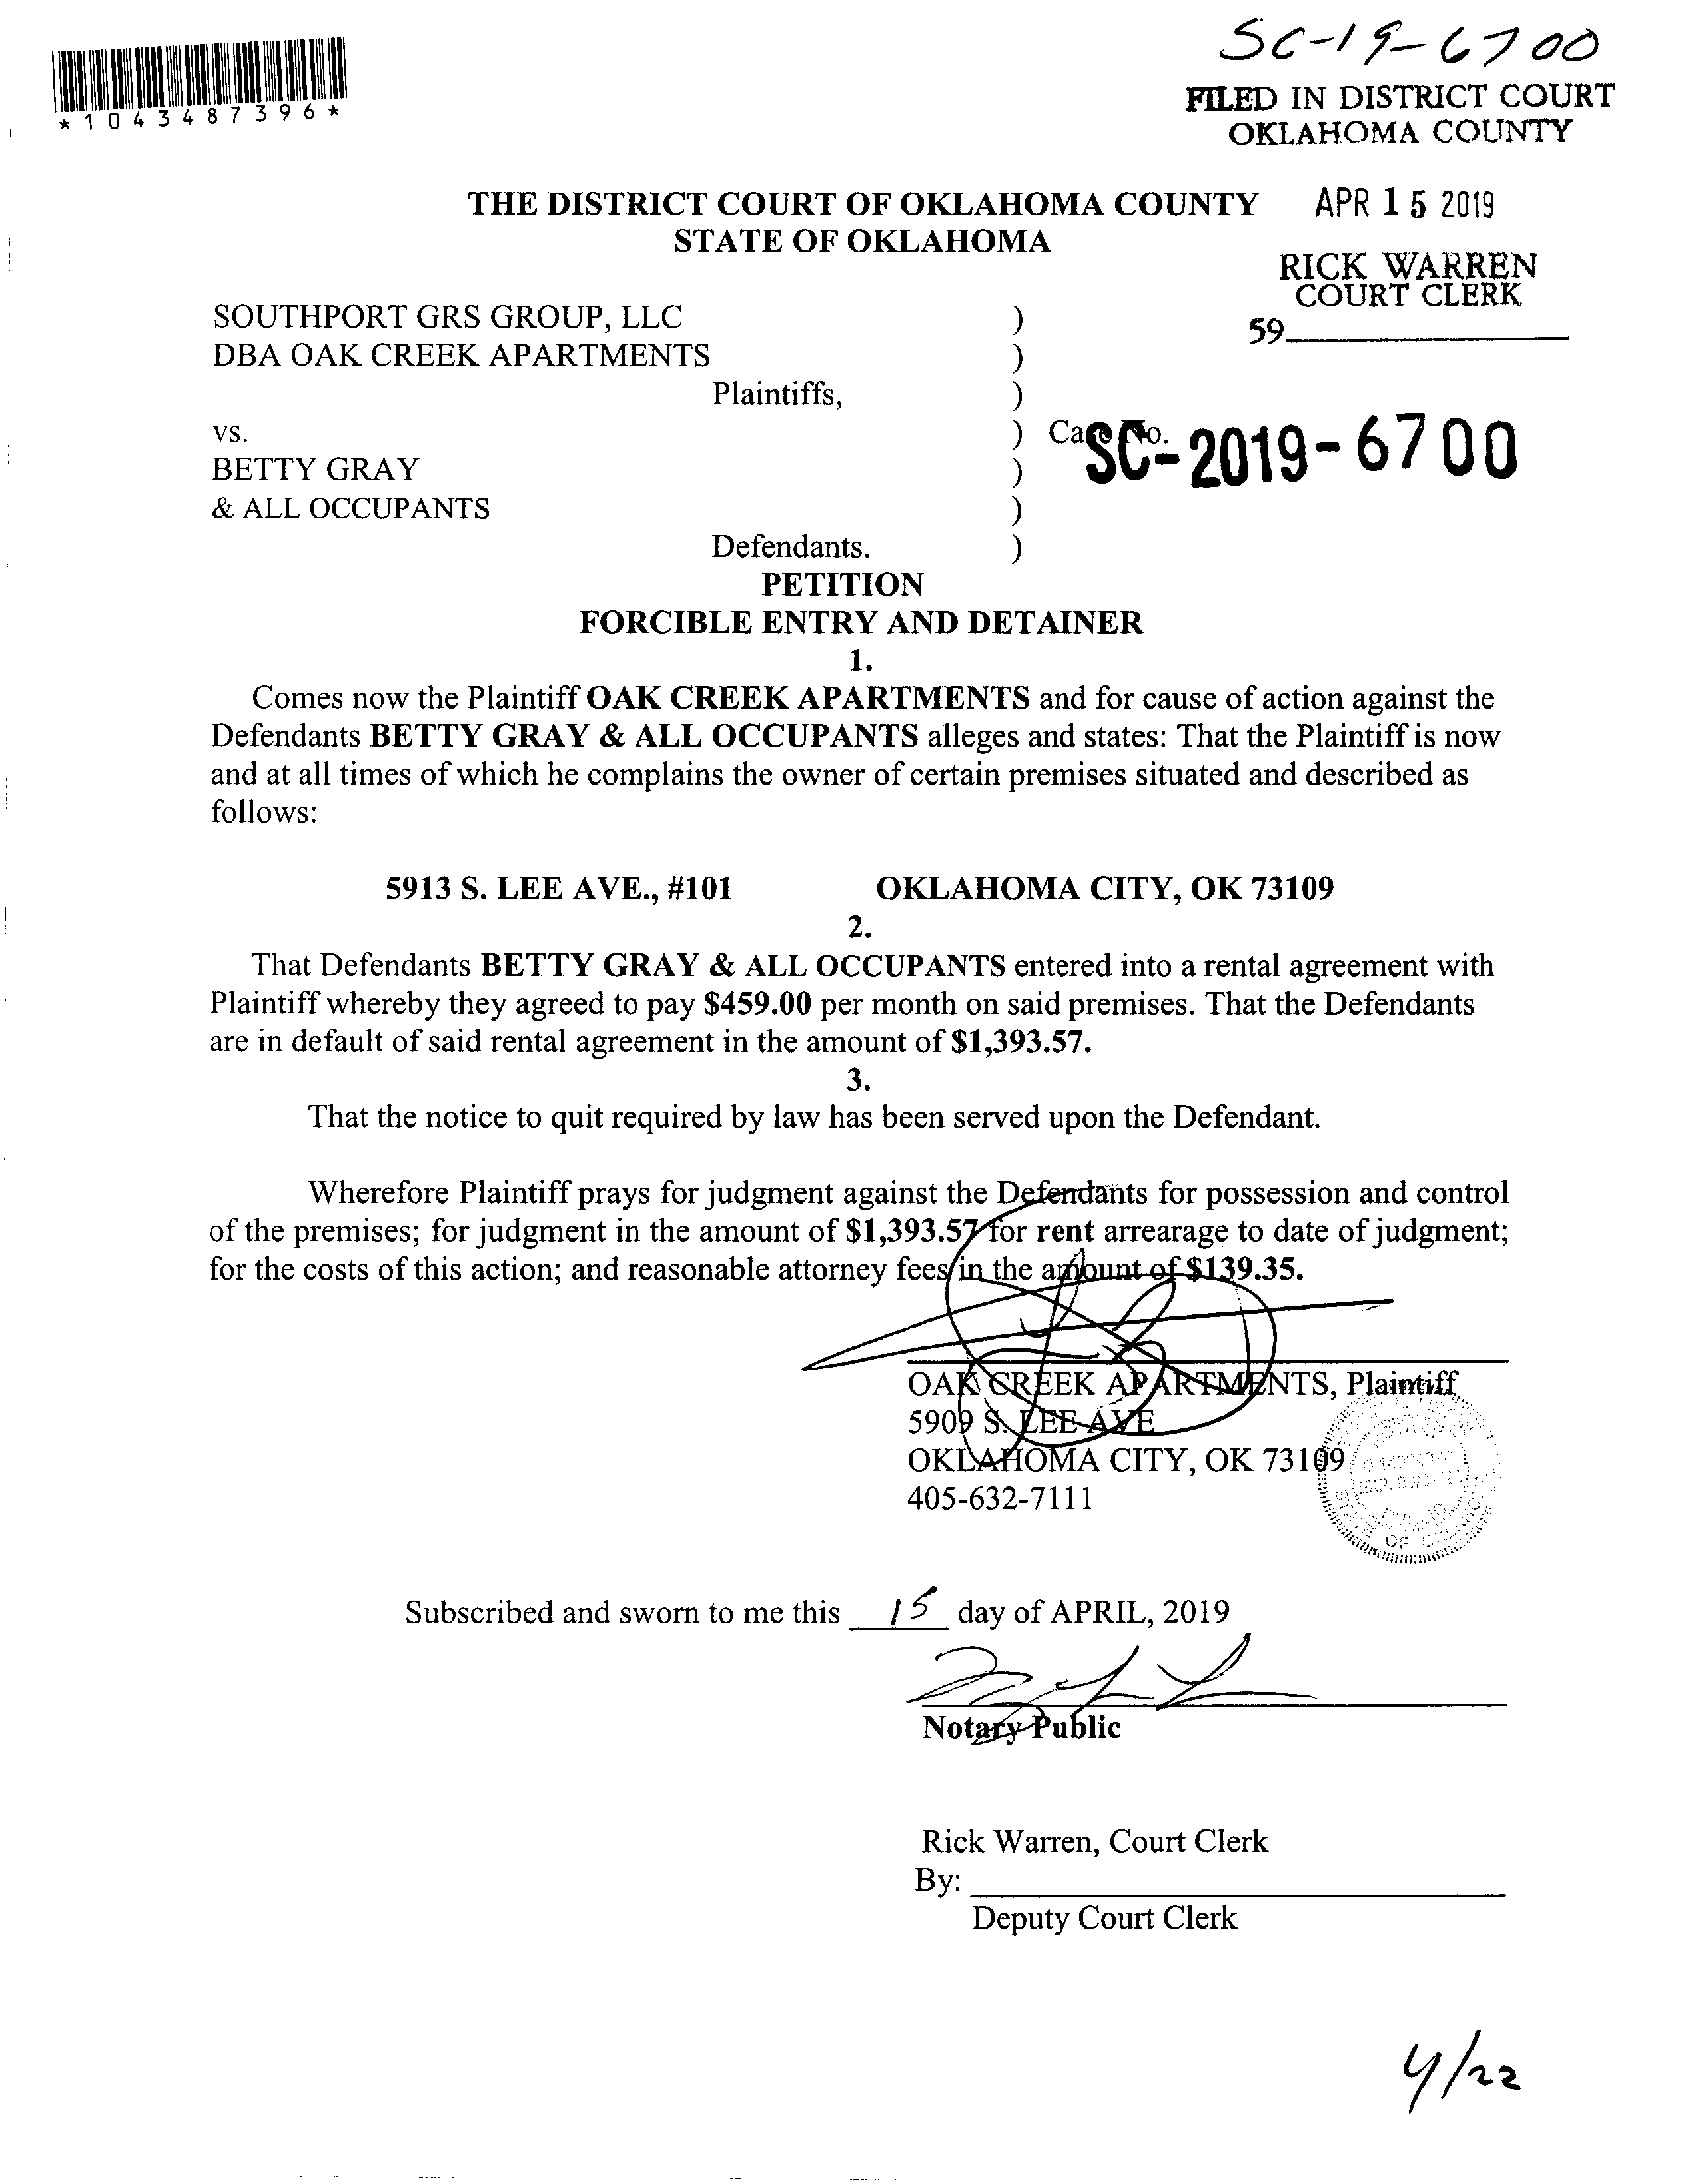 SC-19-6700
*1043487396*
FILED IN DISTRICT COURT
OKLAHOMA COUNTY
THE DISTRICT COURT OF OKLAHOMA COUNTY
STATE OF OKLAHOMA
APR 15 2019
RICK WARREN
COURT CLERK
59
SOUTHPORT GRS GROUP, LLC )
DBA OAK CREEK APARTMENTS )
Plaintiffs, )
vs. ) Case No. SC-2019-6700
BETTY GRAY )
& ALL OCCUPANTS )
Defendants. )
PETITION
FORCIBLE ENTRY AND DETAINER
1.
Comes now the Plaintiff OAK CREEK APARTMENTS and for cause of action against the
Defendants BETTY GRAY & ALL OCCUPANTS alleges and states: That the Plaintiff is now
and at all times of which he complains the owner of certain premises situated and described as
follows:
5913 S. LEE AVE., #101 OKLAHOMA CITY, OK 73109
2.
That Defendants BETTY GRAY & ALL OCCUPANTS entered into a rental agreement with
Plaintiff whereby they agreed to pay $459.00 per month on said premises. That the Defendants
are in default of said rental agreement in the amount of $1,393.57.
3.
That the notice to quit required by law has been served upon the Defendant.
Wherefore Plaintiff prays for judgment against the Defendants for possession and control
of the premises; for judgment in the amount of $1,393.57 for rent arrearage to date of judgment;
for the costs of this action; and reasonable attorney fees in the amount of $139.35.
OAK CREEK APARTMENTS, Plaintiff
5909 S. LEE AVE
OKLAHOMA CITY, OK 73109
405-632-7111
OF
Subscribed and sworn to me this 15 day of APRIL, 2019
Notary Public
Rick Warren, Court Clerk
By:
Deputy Court Clerk
4/22